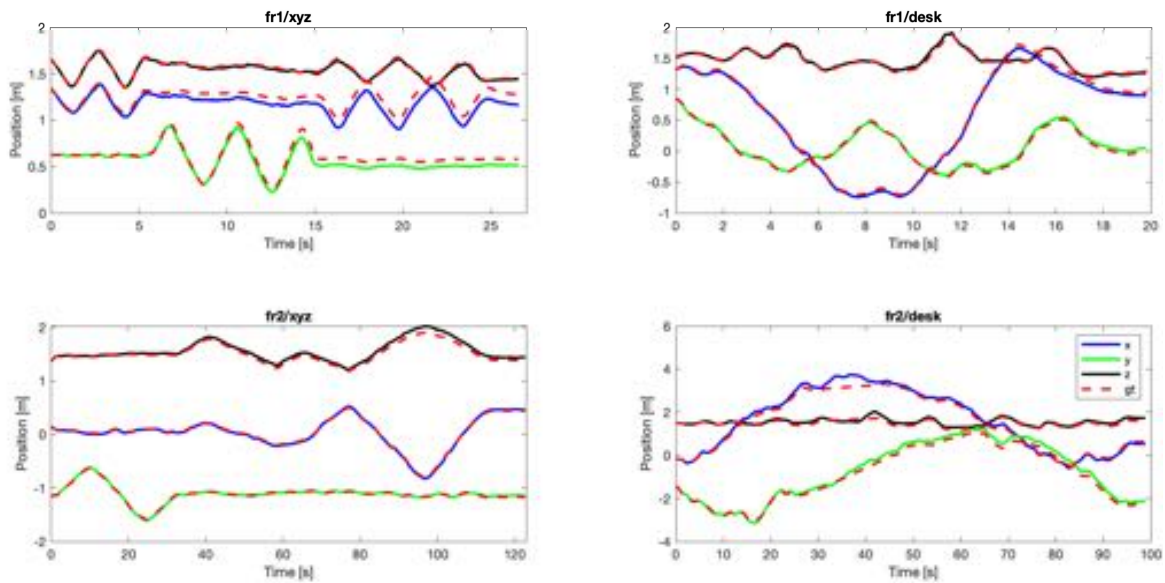 fr1/xyz
2
1.5
1
0.5
0
Position [m]
0 5 10 15 20 25
Time [s]
fr1/desk
2
1.5
1
0.5
0
-0.5
-1
Position [m]
0 2 4 6 8 10 12 14 16 18 20
Time [s]
fr2/xyz
2
1
0
-1
-2
Position [m]
0 20 40 60 80 100 120
Time [s]
fr2/desk
6
4
2
0
-2
-4
Position [m]
0 10 20 30 40 50 60 70 80 90 100
Time [s]
x
y
z
gt